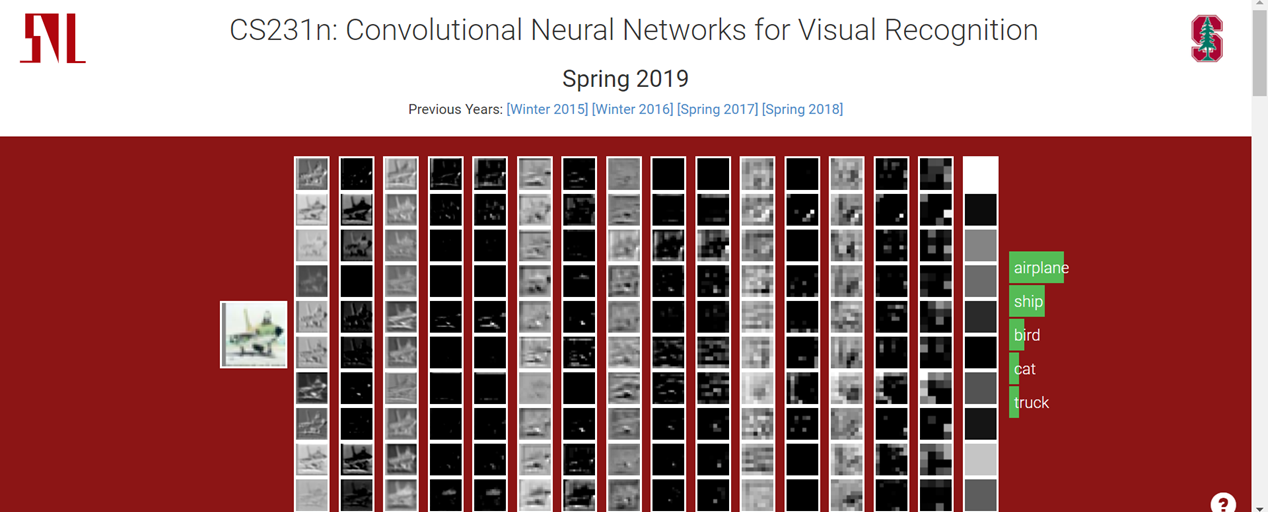 SNL
CS231n: Convolutional Neural Networks for Visual Recognition
S
Spring 2019
Previous Years: [Winter 2015] [Winter 2016] [Spring 2017] [Spring 2018]
airplane
ship
bird
cat
truck
?